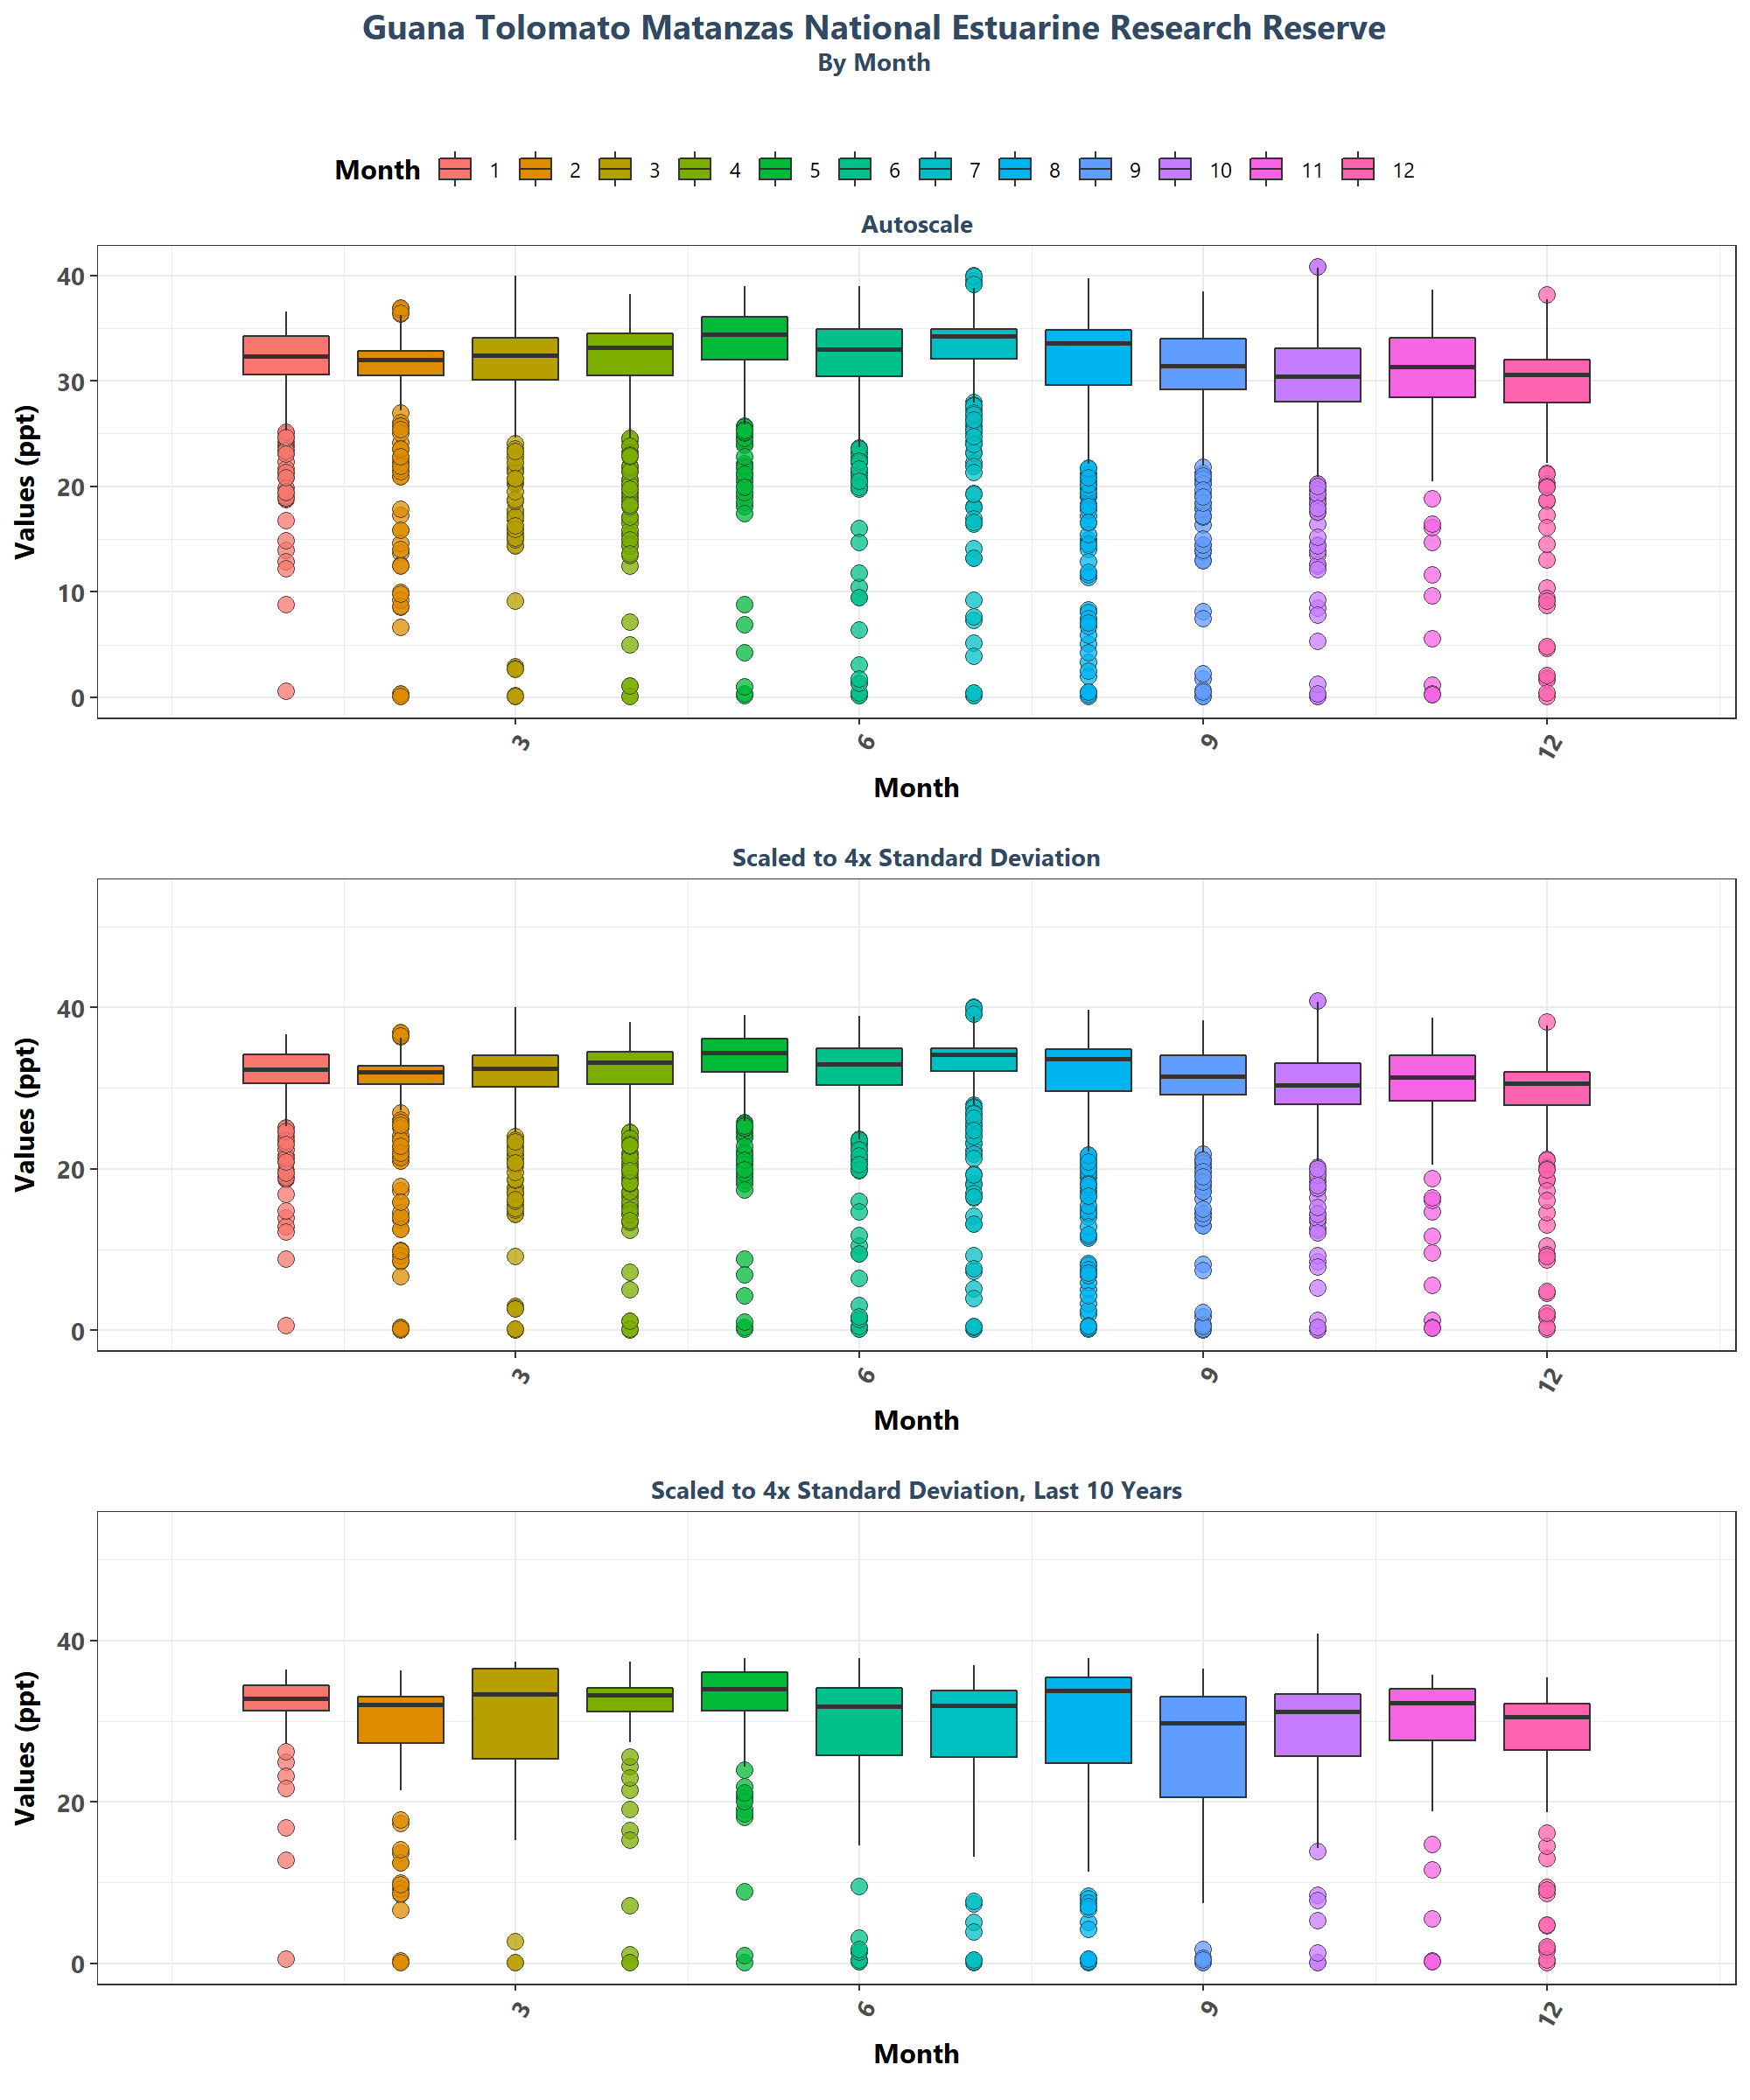 Guana Tolomato Matanzas National Estuarine Research Reserve
By Month
Month 1 2 3 4 5 6 7 8 9 10 11 12
Autoscale
Values (ppt)
40
30
20
10
0
3 6 9 12
Month
Scaled to 4x Standard Deviation
Values (ppt)
40
20
0
3 6 9 12
Month
Scaled to 4x Standard Deviation, Last 10 Years
Values (ppt)
40
20
0
3 6 9 12
Month